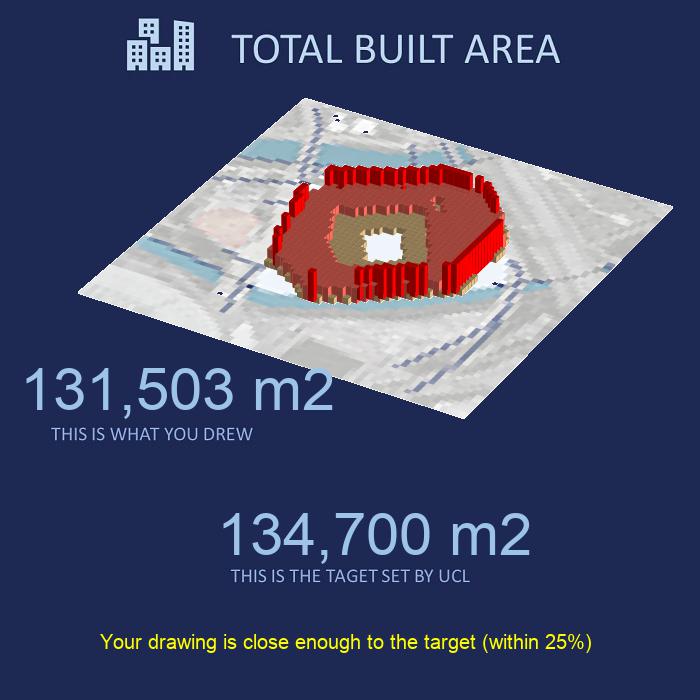 TOTAL BUILT AREA
131,503 m2
THIS IS WHAT YOU DREW
134,700 m2
THIS IS THE TAGET SET BY UCL
Your drawing is close enough to the target (within 25%)